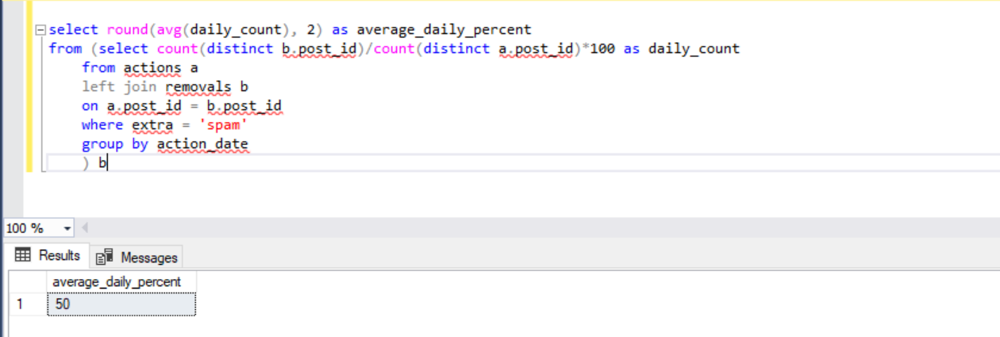 select round(avg(daily_count), 2) as average_daily_percent
from (select count(distinct b.post_id)/count(distinct a.post_id)*100 as daily_count
from actions a
left join removals b
on a.post_id = b.post_id
where extra = 'spam'
group by action_date
) b
100 %
Results Messages
average_daily_percent
1 50